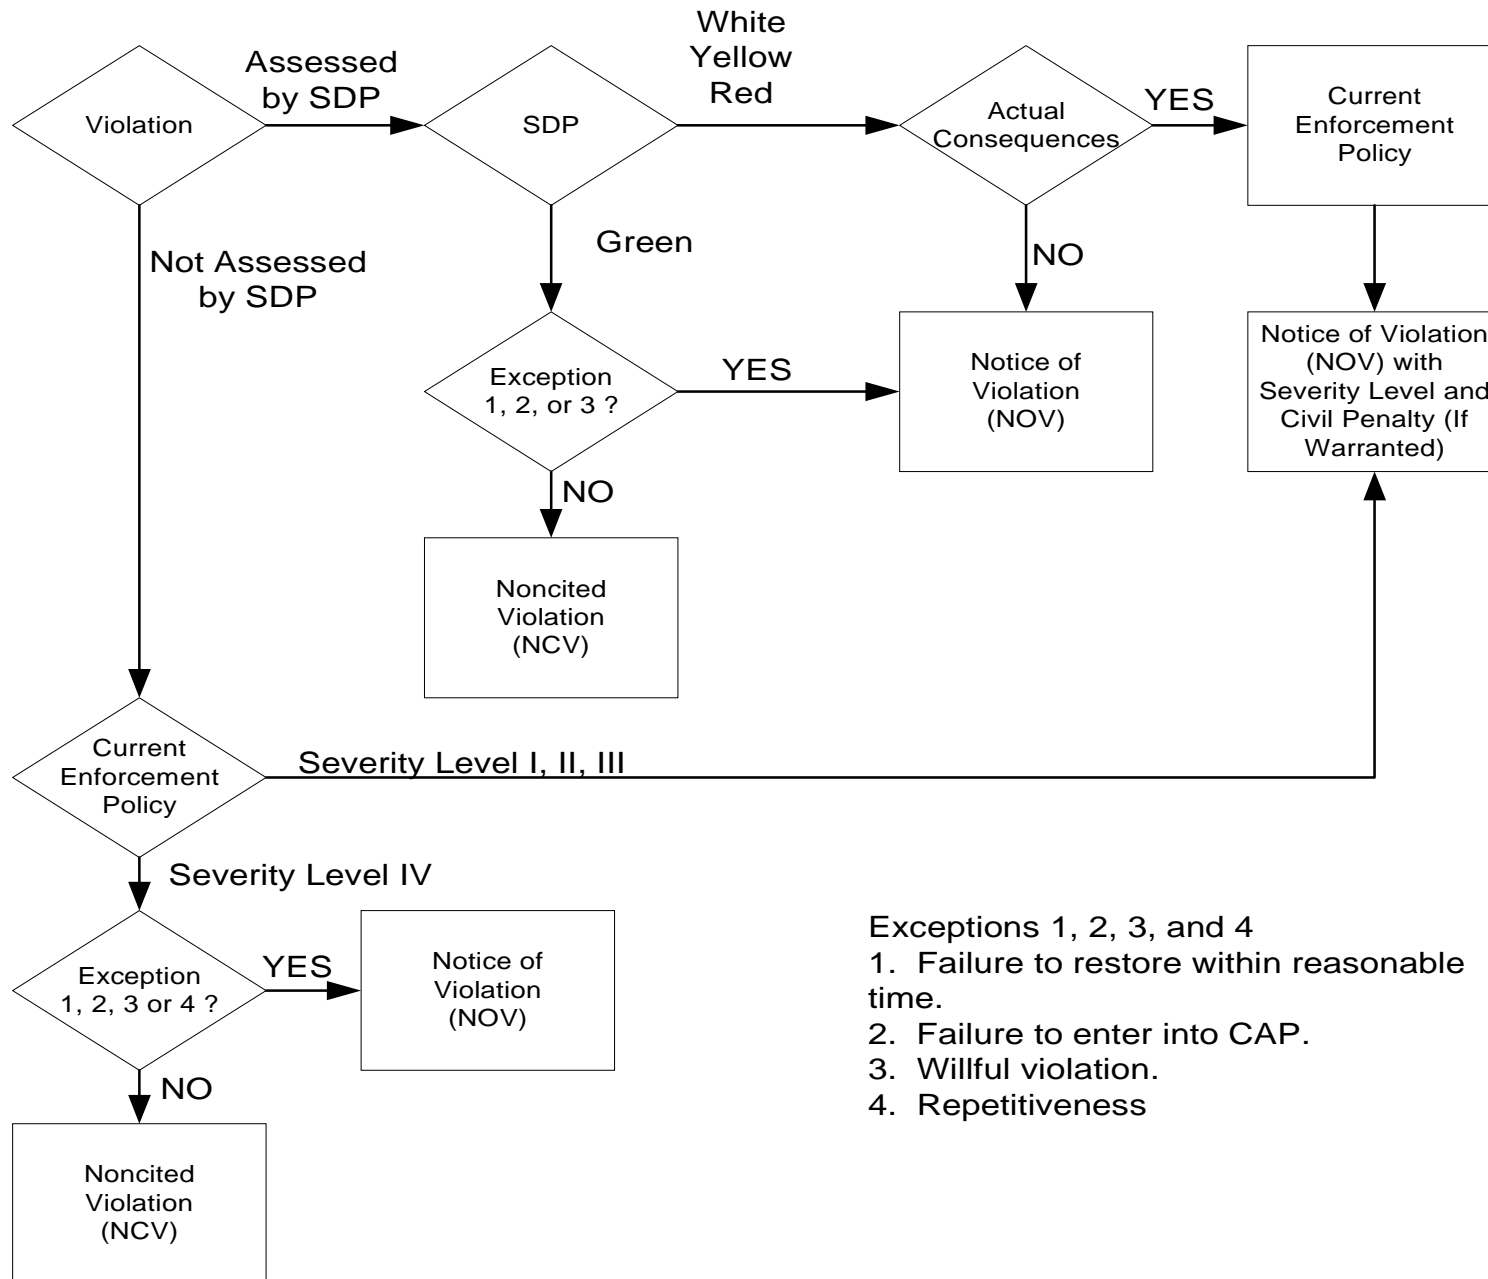 White
Yellow
Red
Assessed
by SDP
Violation
SDP
Actual
Consequences
YES
Current
Enforcement
Policy
Not Assessed
by SDP
Green
NO
Exception
1, 2, or 3 ?
YES
Notice of
Violation
(NOV)
Notice of Violation
(NOV) with
Severity Level and
Civil Penalty (If
Warranted)
NO
Noncited
Violation
(NCV)
Current
Enforcement
Policy
Severity Level I, II, III
Severity Level IV
Exception
1, 2, 3 or 4 ?
YES
Notice of
Violation
(NOV)
NO
Noncited
Violation
(NCV)
Exceptions 1, 2, 3, and 4
1. Failure to restore within reasonable
time.
2. Failure to enter into CAP.
3. Willful violation.
4. Repetitiveness